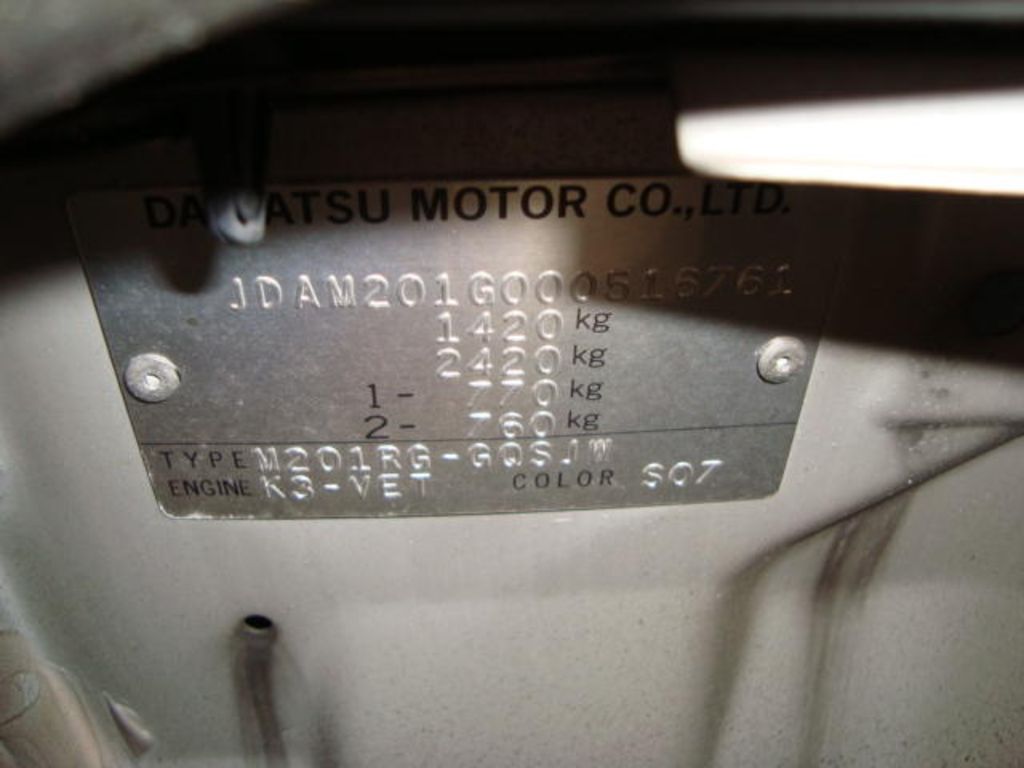 DAIHATSU MOTOR CO., LTD.
JDAM201G000516761
1420 kg
2420 kg
1- 770 kg
2- 760 kg
TYPE M201RG-GQSJW
ENGINE K3-VET COLOR S07